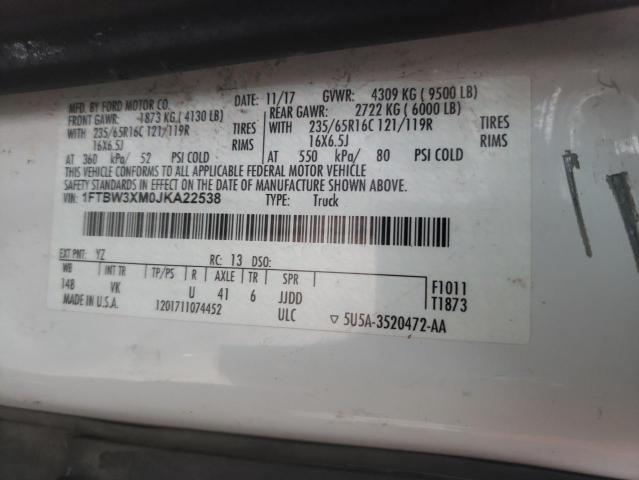 MFD. BY FORD MOTOR CO. DATE: 11/17 GVWR: 4309 KG ( 9500 LB)
FRONT GAWR: 1873 KG ( 4130 LB) REAR GAWR: 2722 KG ( 6000 LB)
WITH 235/65R16C 121/119R TIRES WITH 235/65R16C 121/119R TIRES
16X6.5J RIMS 16X6.5J RIMS
AT 360 kPa/ 52 PSI COLD AT 550 kPa/ 80 PSI COLD
THIS VEHICLE CONFORMS TO ALL APPLICABLE FEDERAL MOTOR VEHICLE
SAFETY STANDARDS IN EFFECT ON THE DATE OF MANUFACTURE SHOWN ABOVE.
VIN: 1FTBW3XM0JKA22538 TYPE: Truck
EXT PNT: YZ RC: 13 DSO:
WB INT TR TP/PS R AXLE TR SPR
148 VK U 41 6 JJDD F1011
T1873
MADE IN U.S.A. 1201711074452 ULC ▽ 5U5A-3520472-AA